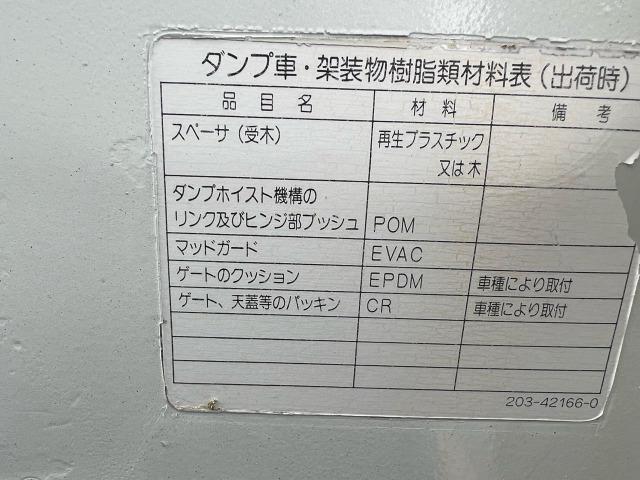 ダンプ車・架装物樹脂類材料表(出荷時)
品目名 材料 備考
スペーサ(受木) 再生プラスチック
又は木
ダンプホイスト機構の
リンク及びヒンジ部ブッシュ POM
マッドガード EVAC
ゲートのクッション EPDM 車種により取付
ゲート、天蓋等のパッキン CR 車種により取付
203-42166-0